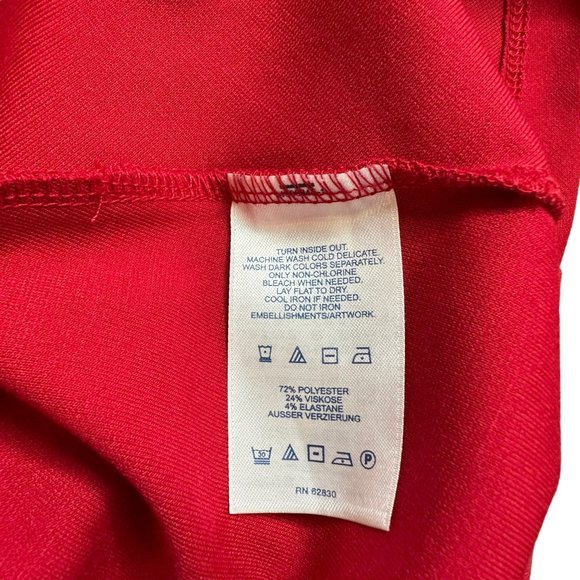 TURN INSIDE OUT.
MACHINE WASH COLD DELICATE.
WASH DARK COLORS SEPARATELY.
ONLY NON-CHLORINE
BLEACH WHEN NEEDED.
LAY FLAT TO DRY.
COOL IRON IF NEEDED.
DO NOT IRON
EMBELLISHMENTS/ARTWORK.
72% POLYESTER
24% VISKOSE
4% ELASTANE
AUSSER VERZIERUNG
30
P
RN 62830